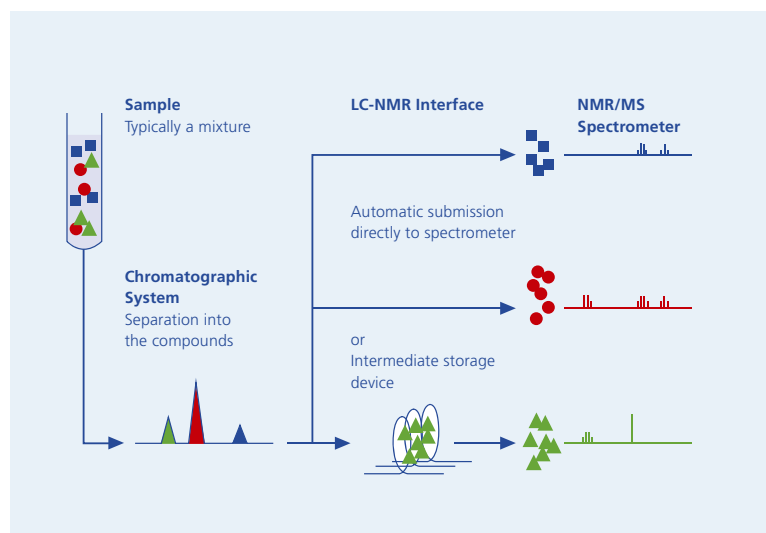 Sample
Typically a mixture
LC-NMR Interface
NMR/MS
Spectrometer
Automatic submission
directly to spectrometer
Chromatographic
System
Separation into
the compounds
or
Intermediate storage
device